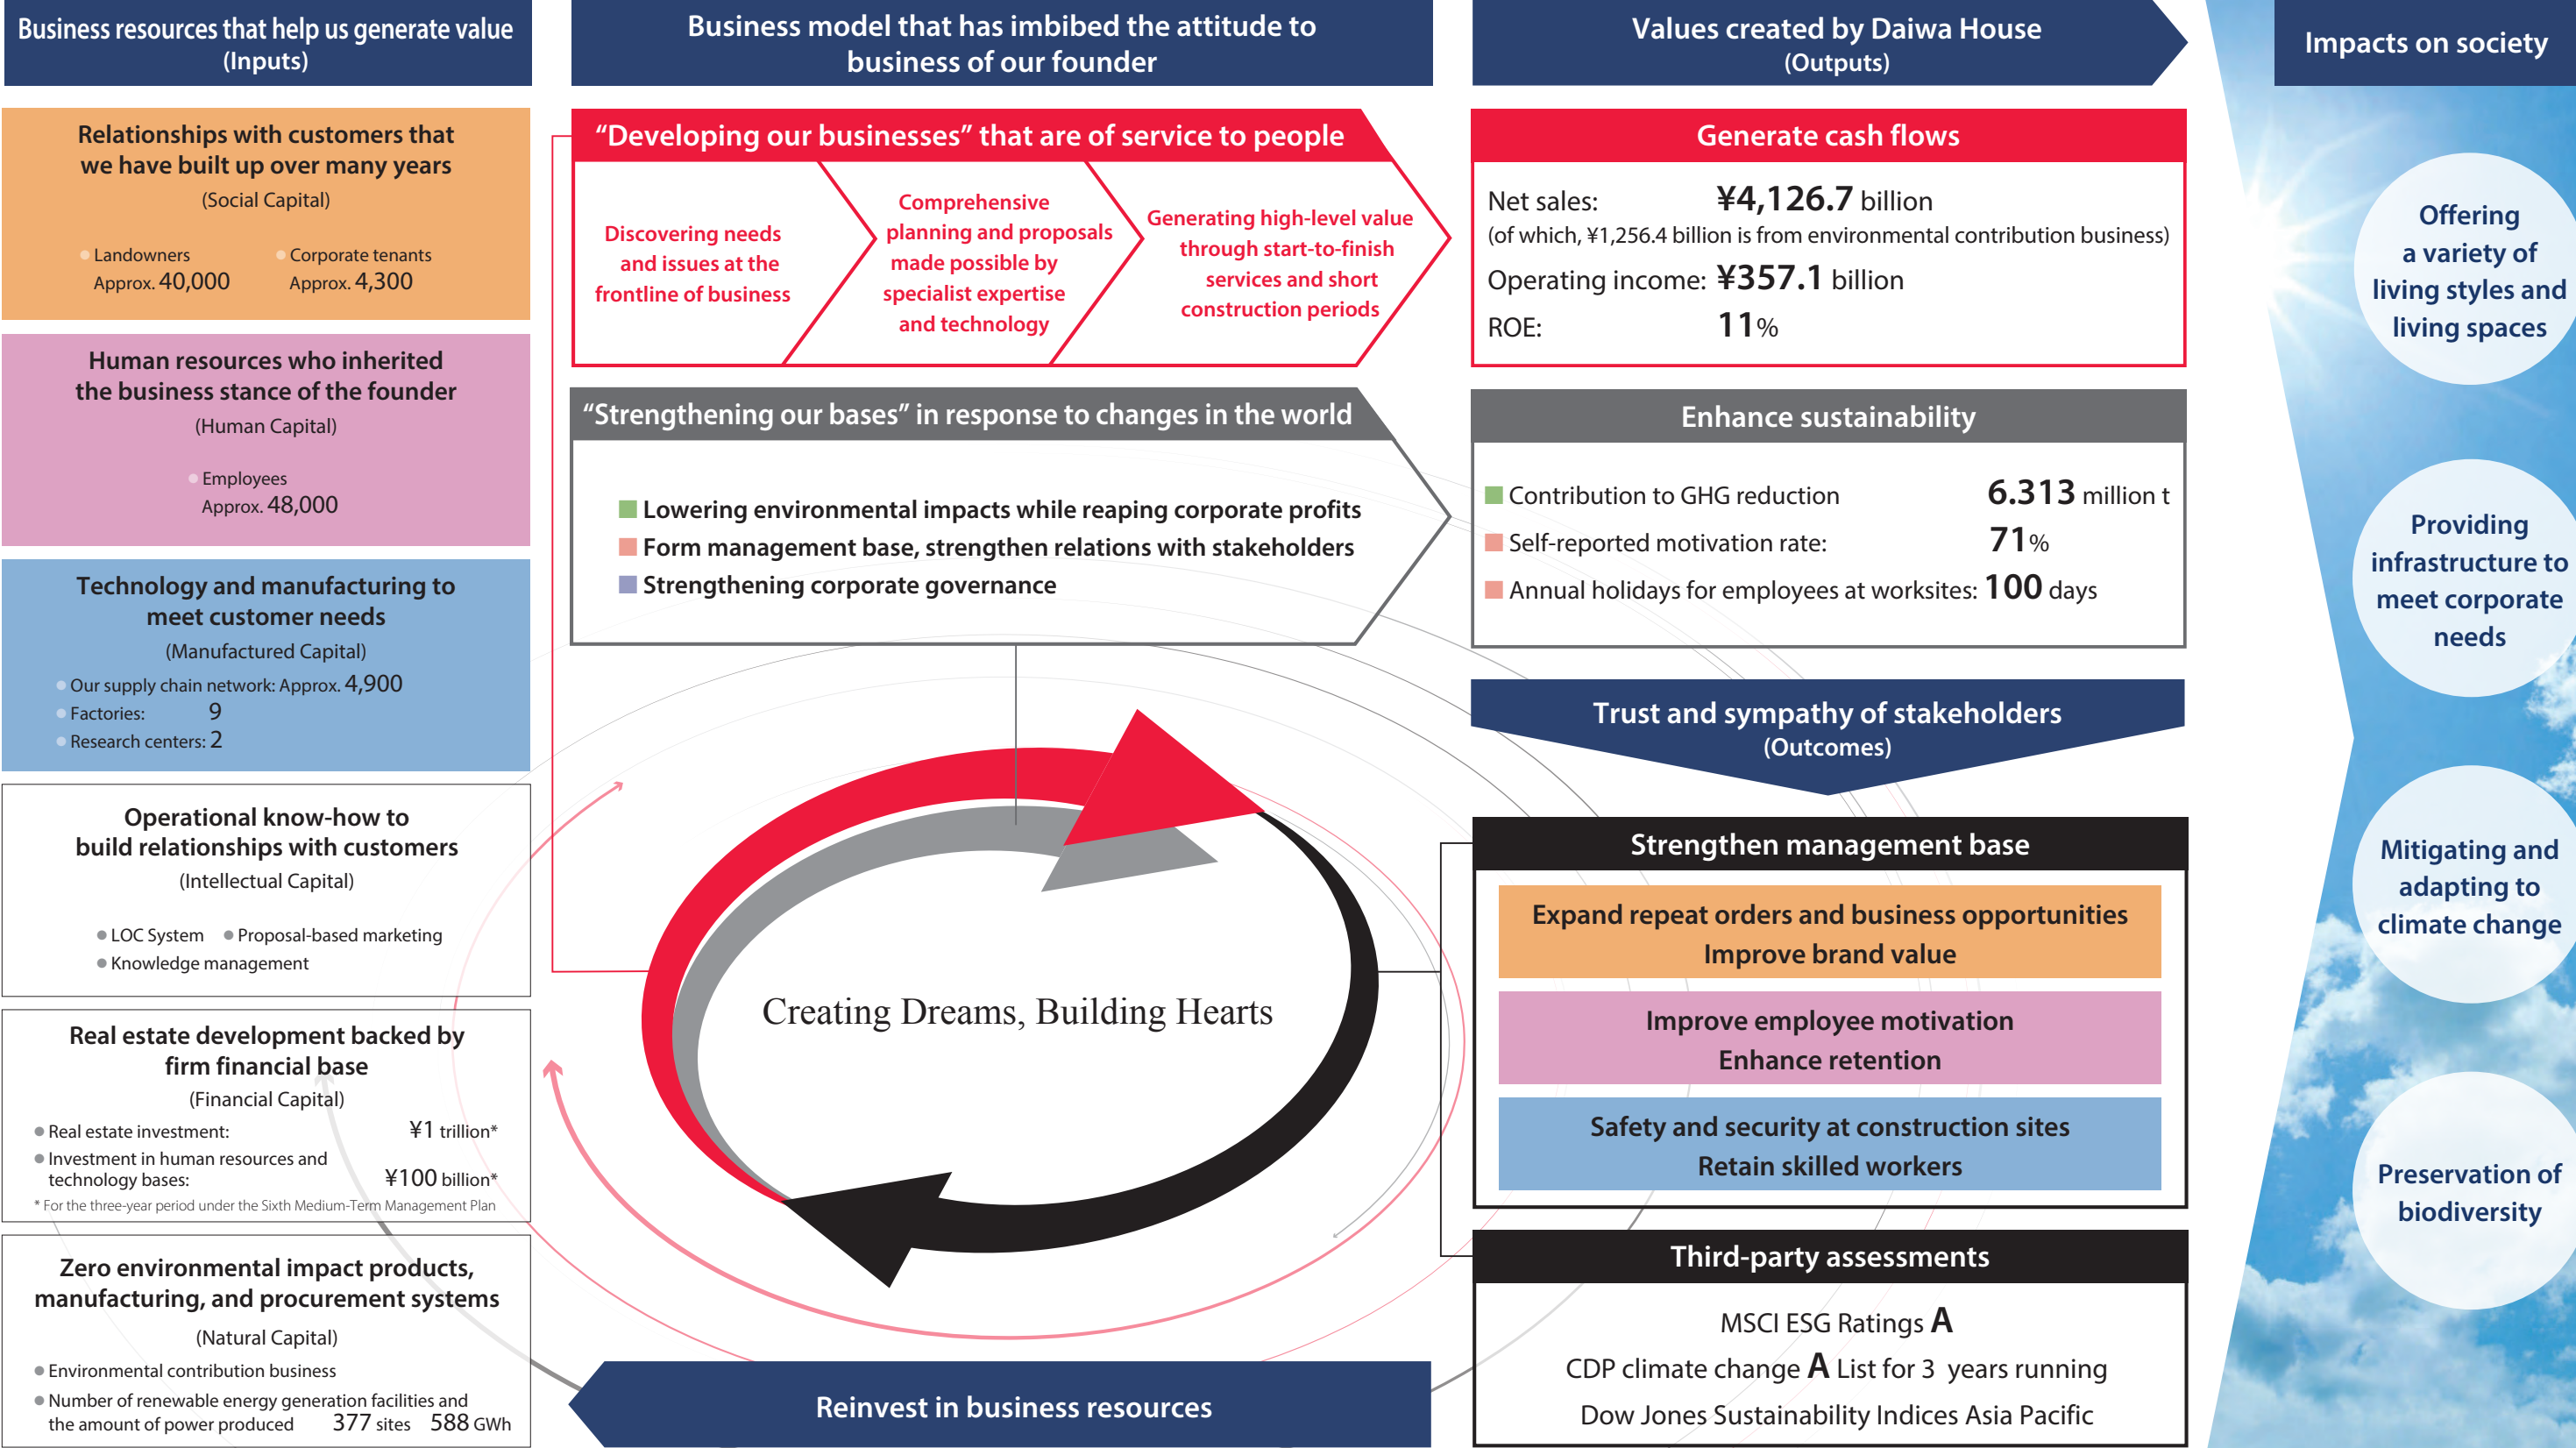 Business resources that help us generate value
(Inputs)
Relationships with customers that
we have built up over many years
(Social Capital)
Landowners
Approx. 40,000
Corporate tenants
Approx. 4,300
Human resources who inherited
the business stance of the founder
(Human Capital)
Employees
Approx. 48,000
Technology and manufacturing to
meet customer needs
(Manufactured Capital)
Our supply chain network: Approx. 4,900
Factories: 9
Research centers: 2
Operational know-how to
build relationships with customers
(Intellectual Capital)
LOC System
Proposal-based marketing
Knowledge management
Real estate development backed by
firm financial base
(Financial Capital)
Real estate investment: ¥1 trillion*
Investment in human resources and
technology bases: ¥100 billion*
* For the three-year period under the Sixth Medium-Term Management Plan
Zero environmental impact products,
manufacturing, and procurement systems
(Natural Capital)
Environmental contribution business
Number of renewable energy generation facilities and
the amount of power produced 377 sites 588 GWh
Business model that has imbibed the attitude to
business of our founder
“Developing our businesses” that are of service to people
Discovering needs
and issues at the
frontline of business
Comprehensive
planning and proposals
made possible by
specialist expertise
and technology
Generating high-level value
through start-to-finish
services and short
construction periods
“Strengthening our bases” in response to changes in the world
Lowering environmental impacts while reaping corporate profits
Form management base, strengthen relations with stakeholders
Strengthening corporate governance
Creating Dreams, Building Hearts
Reinvest in business resources
Values created by Daiwa House
(Outputs)
Generate cash flows
Net sales: ¥4,126.7 billion
(of which, ¥1,256.4 billion is from environmental contribution business)
Operating income: ¥357.1 billion
ROE: 11%
Enhance sustainability
Contribution to GHG reduction 6.313 million t
Self-reported motivation rate: 71%
Annual holidays for employees at worksites: 100 days
Trust and sympathy of stakeholders
(Outcomes)
Strengthen management base
Expand repeat orders and business opportunities
Improve brand value
Improve employee motivation
Enhance retention
Safety and security at construction sites
Retain skilled workers
Third-party assessments
MSCI ESG Ratings A
CDP climate change A List for 3 years running
Dow Jones Sustainability Indices Asia Pacific
Impacts on society
Offering
a variety of
living styles and
living spaces
Providing
infrastructure to
meet corporate
needs
Mitigating and
adapting to
climate change
Preservation of
biodiversity